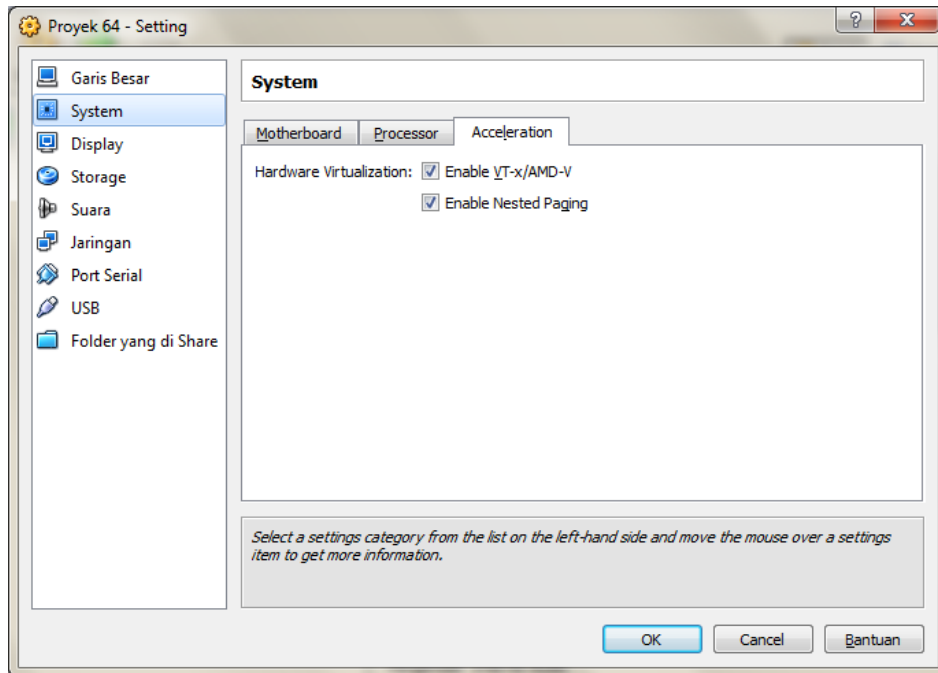 Proyek 64 - Setting
?
X
Garis Besar
System
Display
Storage
Suara
Jaringan
Port Serial
USB
Folder yang di Share
System
Motherboard
Processor
Acceleration
Hardware Virtualization:
Enable VT-x/AMD-V
Enable Nested Paging
Select a settings category from the list on the left-hand side and move the mouse over a settings
item to get more information.
OK
Cancel
Bantuan